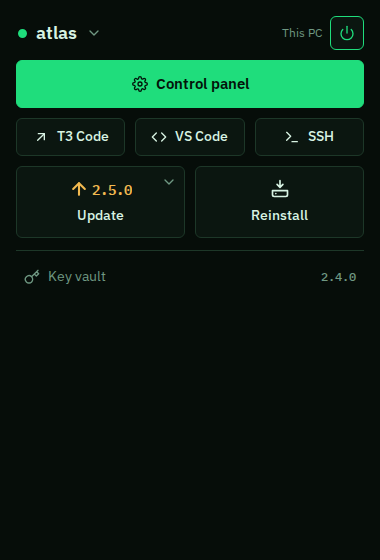 atlas
This PC
Control panel
T3 Code
VS Code
SSH
2.5.0
Update
Reinstall
Key vault
2.4.0